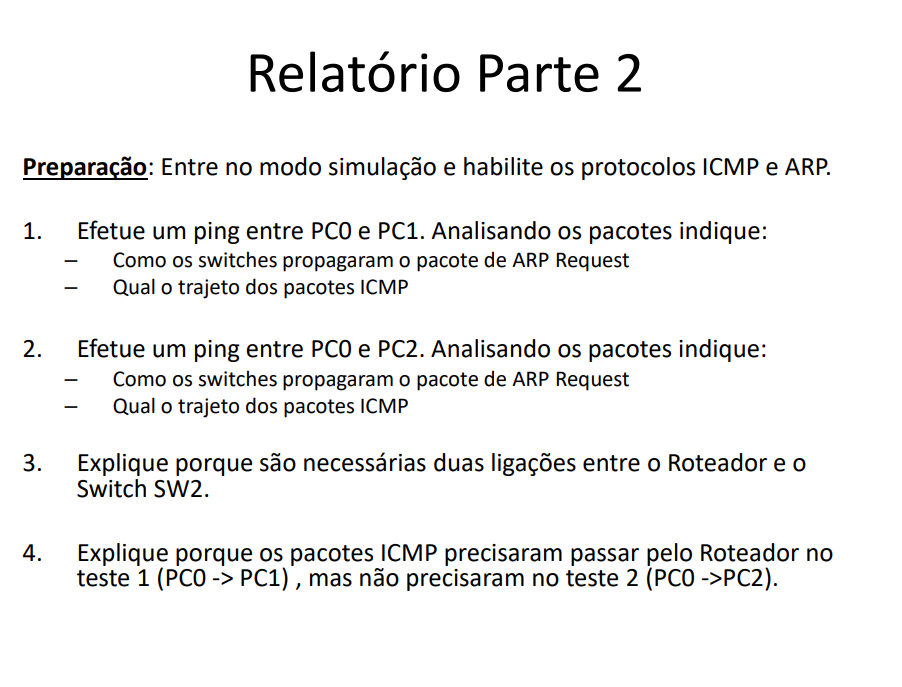 Relatório Parte 2
Preparação: Entre no modo simulação e habilite os protocolos ICMP e ARP.
1. Efetue um ping entre PC0 e PC1. Analisando os pacotes indique:
– Como os switches propagaram o pacote de ARP Request
– Qual o trajeto dos pacotes ICMP
2. Efetue um ping entre PC0 e PC2. Analisando os pacotes indique:
– Como os switches propagaram o pacote de ARP Request
– Qual o trajeto dos pacotes ICMP
3. Explique porque são necessárias duas ligações entre o Roteador e o
Switch SW2.
4. Explique porque os pacotes ICMP precisaram passar pelo Roteador no
teste 1 (PC0 -> PC1) , mas não precisaram no teste 2 (PC0 ->PC2).